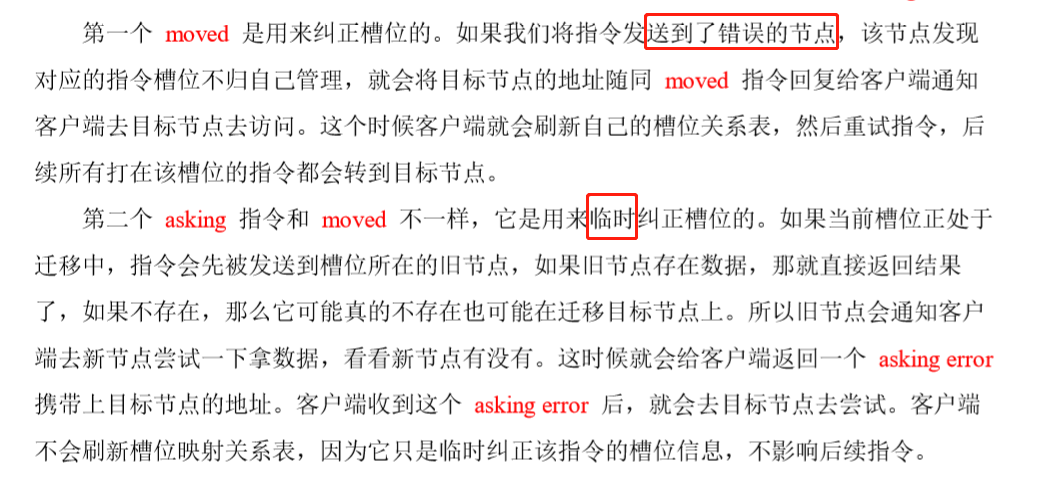 第一个 moved 是用来纠正槽位的。如果我们将指令发送到了错误的节点，该节点发现
对应的指令槽位不归自己管理，就会将目标节点的地址随同 moved 指令回复给客户端通知
客户端去目标节点去访问。这个时候客户端就会刷新自己的槽位关系表，然后重试指令，后
续所有打在该槽位的指令都会转到目标节点。
第二个 asking 指令和 moved 不一样，它是用来临时纠正槽位的。如果当前槽位正处于
迁移中，指令会先被发送到槽位所在的旧节点，如果旧节点存在数据，那就直接返回结果
了，如果不存在，那么它可能真的不存在也可能在迁移目标节点上。所以旧节点会通知客户
端去新节点尝试一下拿数据，看看新节点有没有。这时候就会给客户端返回一个 asking error
携带上目标节点的地址。客户端收到这个 asking error 后，就会去目标节点去尝试。客户端
不会刷新槽位映射关系表，因为它只是临时纠正该指令的槽位信息，不影响后续指令。